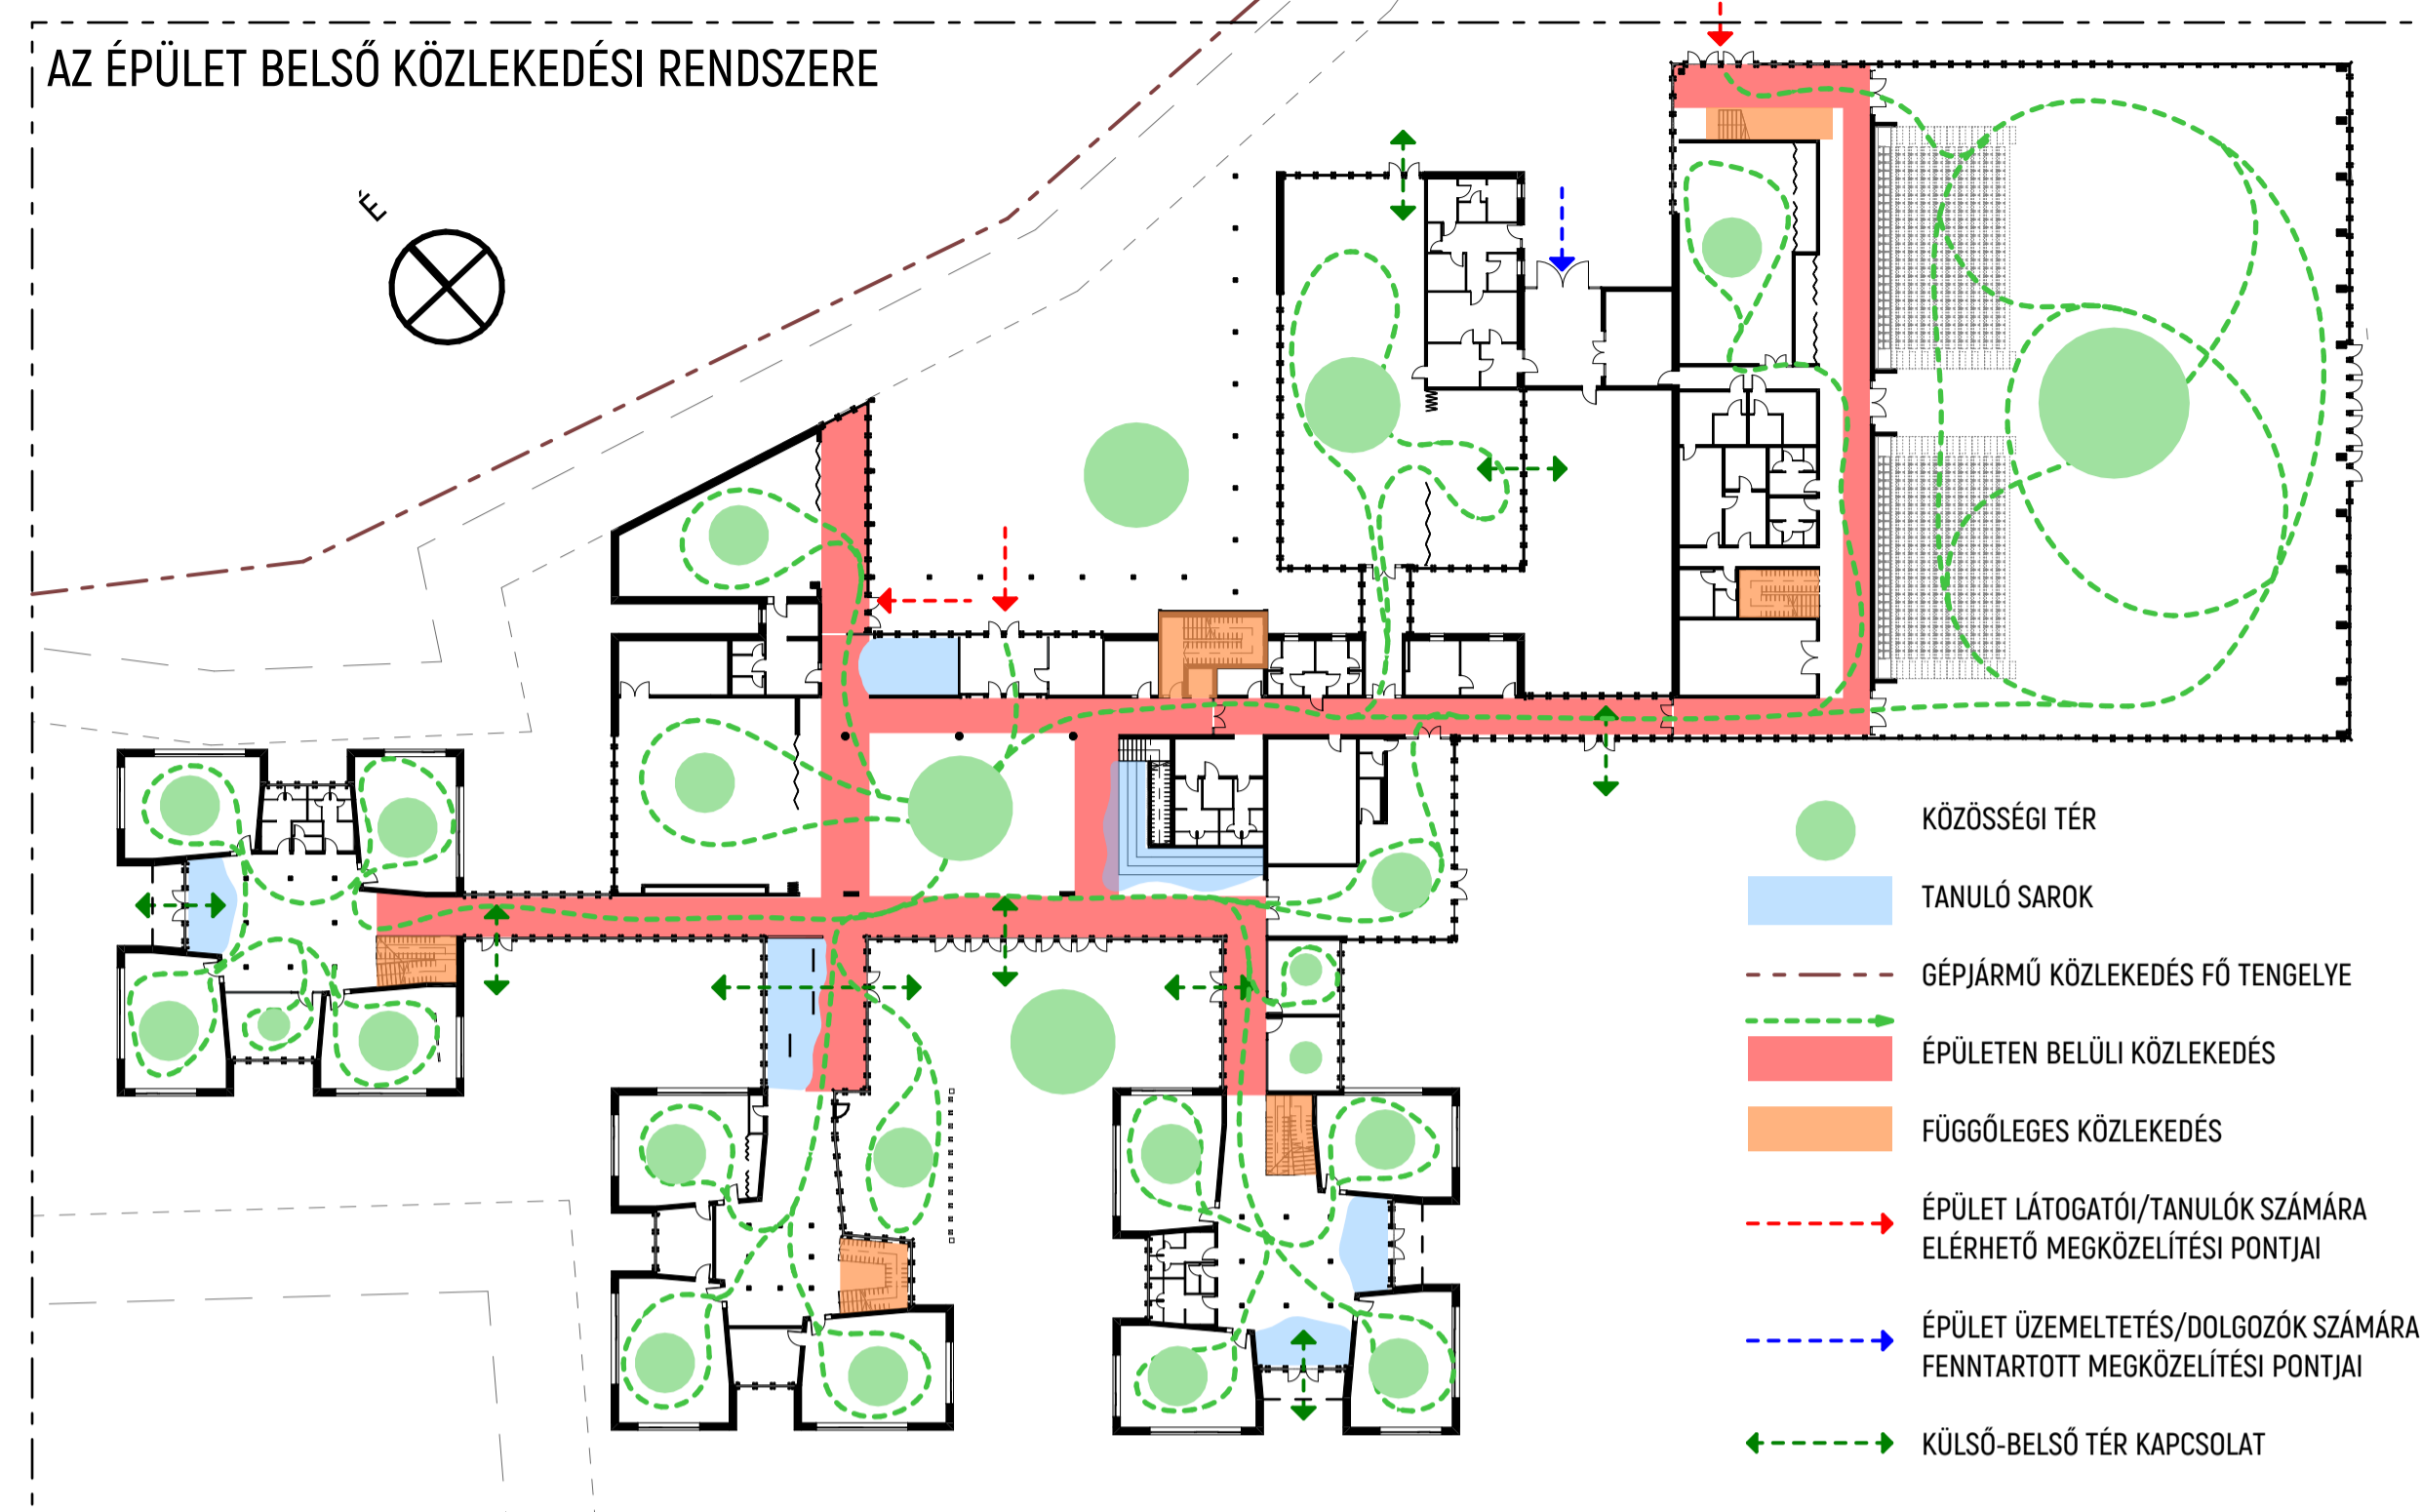 AZ ÉPÜLET BELSŐ KÖZLEKEDÉSI RENDSZERE
É
KÖZÖSSÉGI TÉR
TANULÓ SAROK
GÉPJÁRMŰ KÖZLEKEDÉS FŐ TENGELYE
ÉPÜLETEN BELÜLI KÖZLEKEDÉS
FÜGGŐLEGES KÖZLEKEDÉS
ÉPÜLET LÁTOGATÓI/TANULÓK SZÁMÁRA
ELÉRHETŐ MEGKÖZELÍTÉSI PONTJAI
ÉPÜLET ÜZEMELTETÉS/DOLGOZÓK SZÁMÁRA
FENNTARTOTT MEGKÖZELÍTÉSI PONTJAI
KÜLSŐ-BELSŐ TÉR KAPCSOLAT